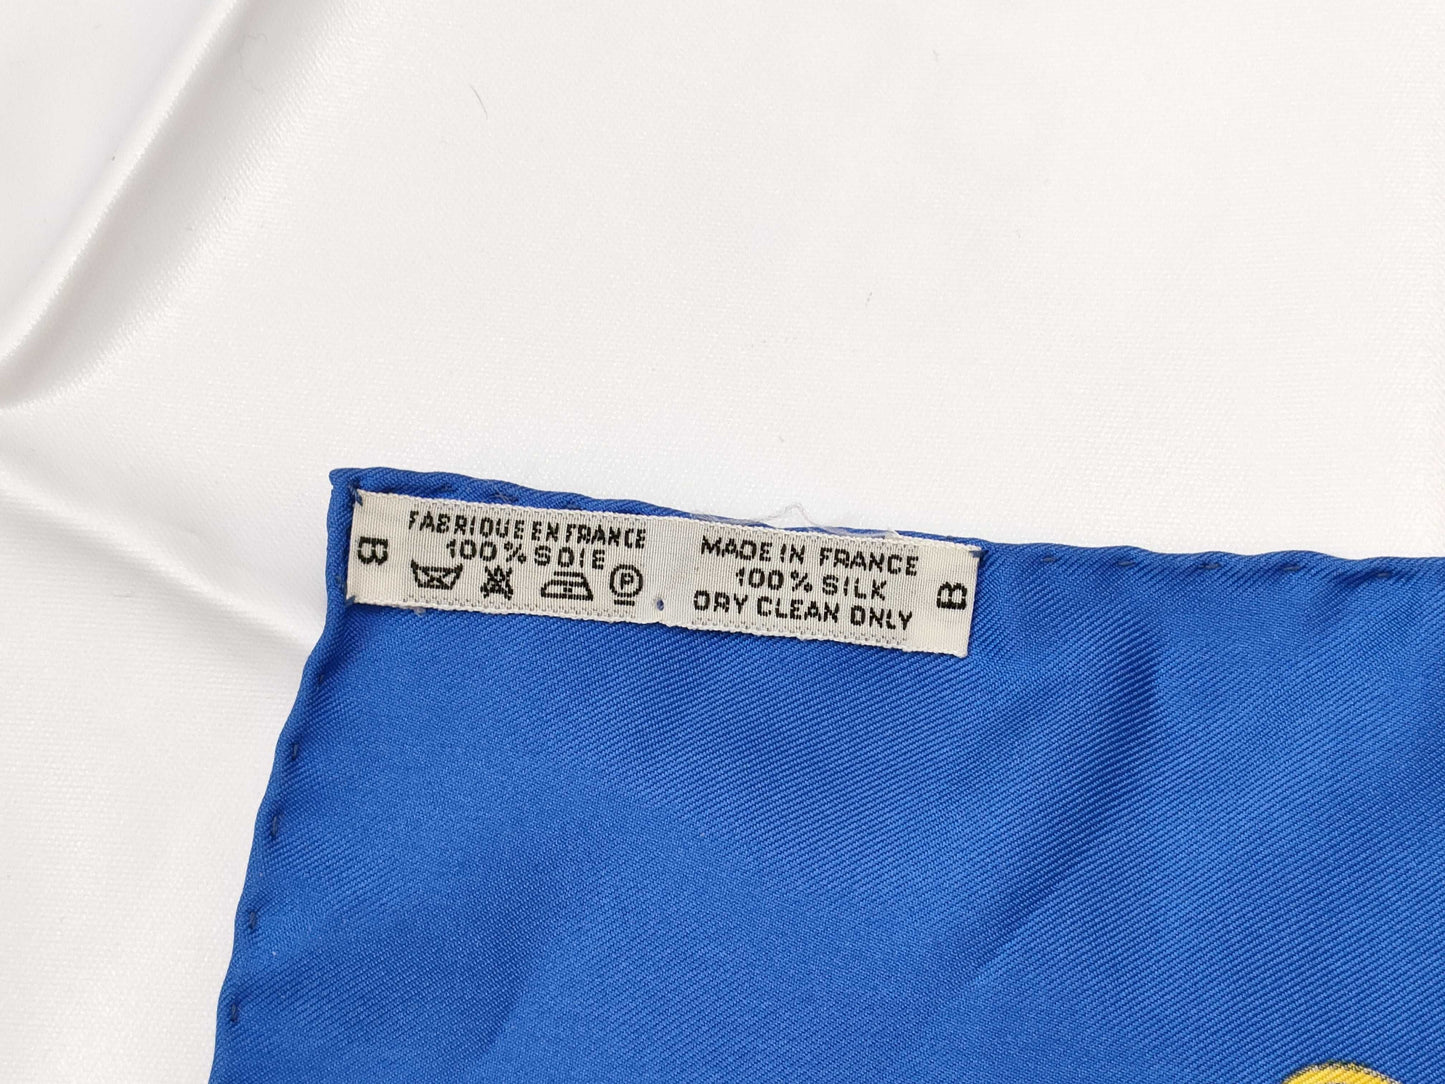 B
FABRIQUE EN FRANCE
100% SOIE
P
MADE IN FRANCE
100% SILK
DRY CLEAN ONLY
B